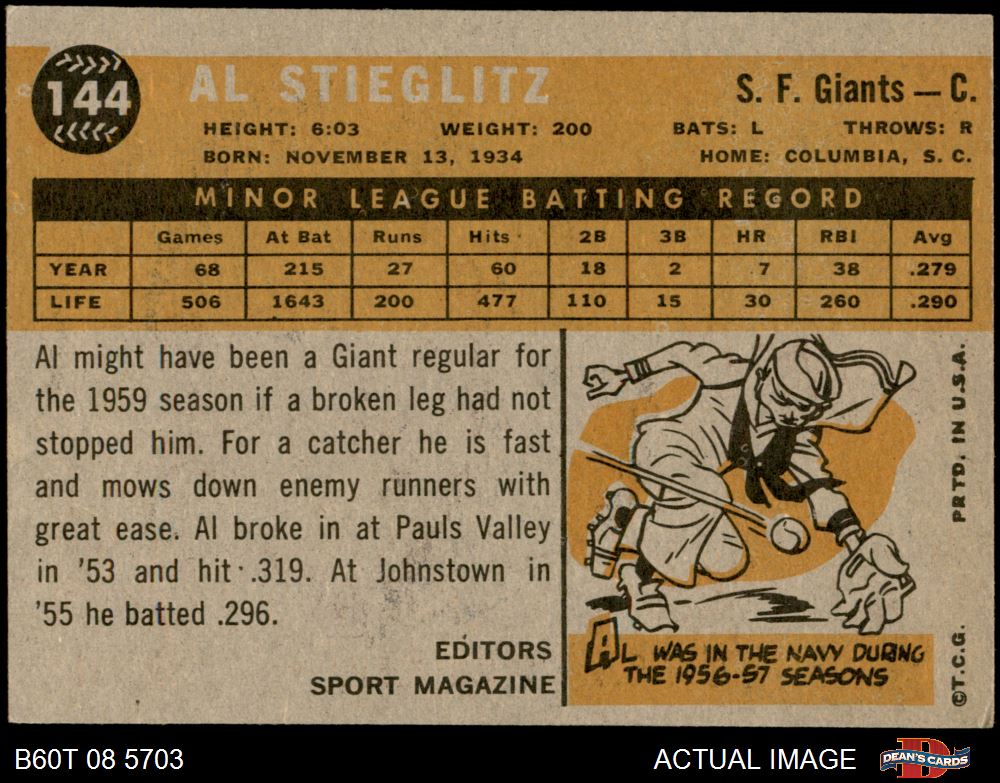 144
AL STIEGLITZ
S. F. Giants — C.
HEIGHT: 6:03 WEIGHT: 200 BATS: L THROWS: R
BORN: NOVEMBER 13, 1934 HOME: COLUMBIA, S. C.
MINOR LEAGUE BATTING RECORD
Games At Bat Runs Hits 2B 3B HR RBI Avg
YEAR 68 215 27 60 18 2 7 38 .279
LIFE 506 1643 200 477 110 15 30 260 .290
Al might have been a Giant regular for
the 1959 season if a broken leg had not
stopped him. For a catcher he is fast
and mows down enemy runners with
great ease. Al broke in at Pauls Valley
in '53 and hit .319. At Johnstown in
'55 he batted .296.
EDITORS
SPORT MAGAZINE
AL WAS IN THE NAVY DURING
THE 1956-57 SEASONS
PRTD. IN U.S.A.
©T.C.G.
B60T 08 5703
ACTUAL IMAGE
D
DEAN'S CARDS